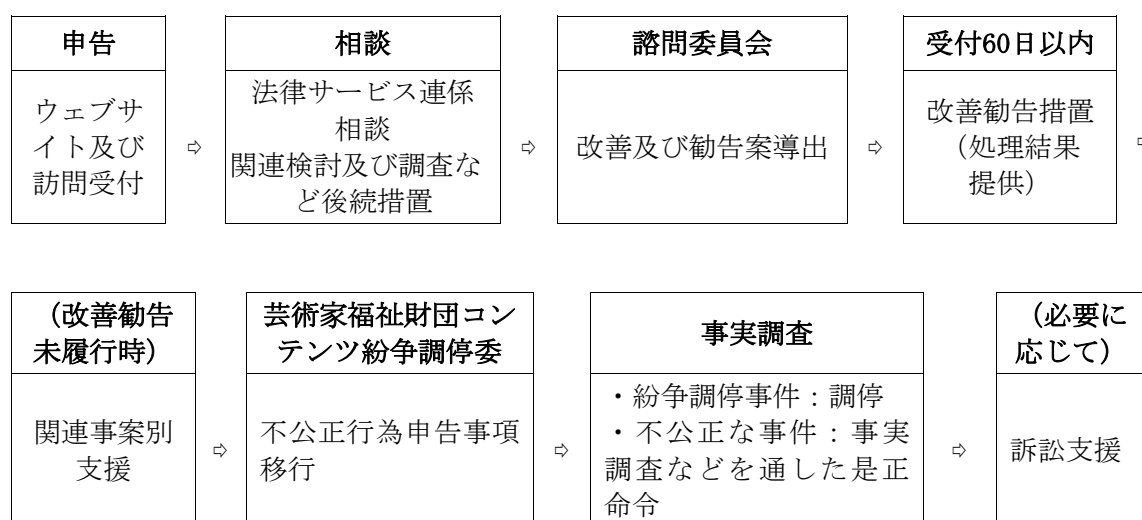 申告
ウェブサ
イト及び
訪問受付
⇨
相談
法律サービス連係
相談
関連検討及び調査な
ど後続措置
⇨
諮問委員会
改善及び勧告案導出
⇨
受付60日以内
改善勧告措置
（処理結果
提供）
（改善勧告
未履行時）
関連事案別
支援
⇨
芸術家福祉財団コン
テンツ紛争調停委
不公正行為申告事項
移行
⇨
事実調査
・紛争調停事件：調停
・不公正な事件：事実
調査などを通した是正
命令
⇨
（必要に
応じて）
訴訟支援